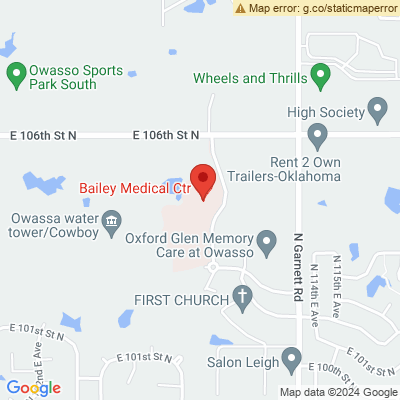 Map error: g.co/staticmaperror
Owasso Sports
Park South
Wheels and Thrills
High Society
E 106th St N
E 106th St N
Rent 2 Own
Trailers-Oklahoma
Bailey Medical Ctr
Owassa water
tower/Cowboy
Oxford Glen Memory
Care at Owasso
N Garnett Rd
N 114th E Ave
N 115th E Ave
FIRST CHURCH
E 101st St N
E 101st St N
E 101st St N
Salon Leigh
E 100th St N
2nd E Ave
Google
Map data ©2024 Google